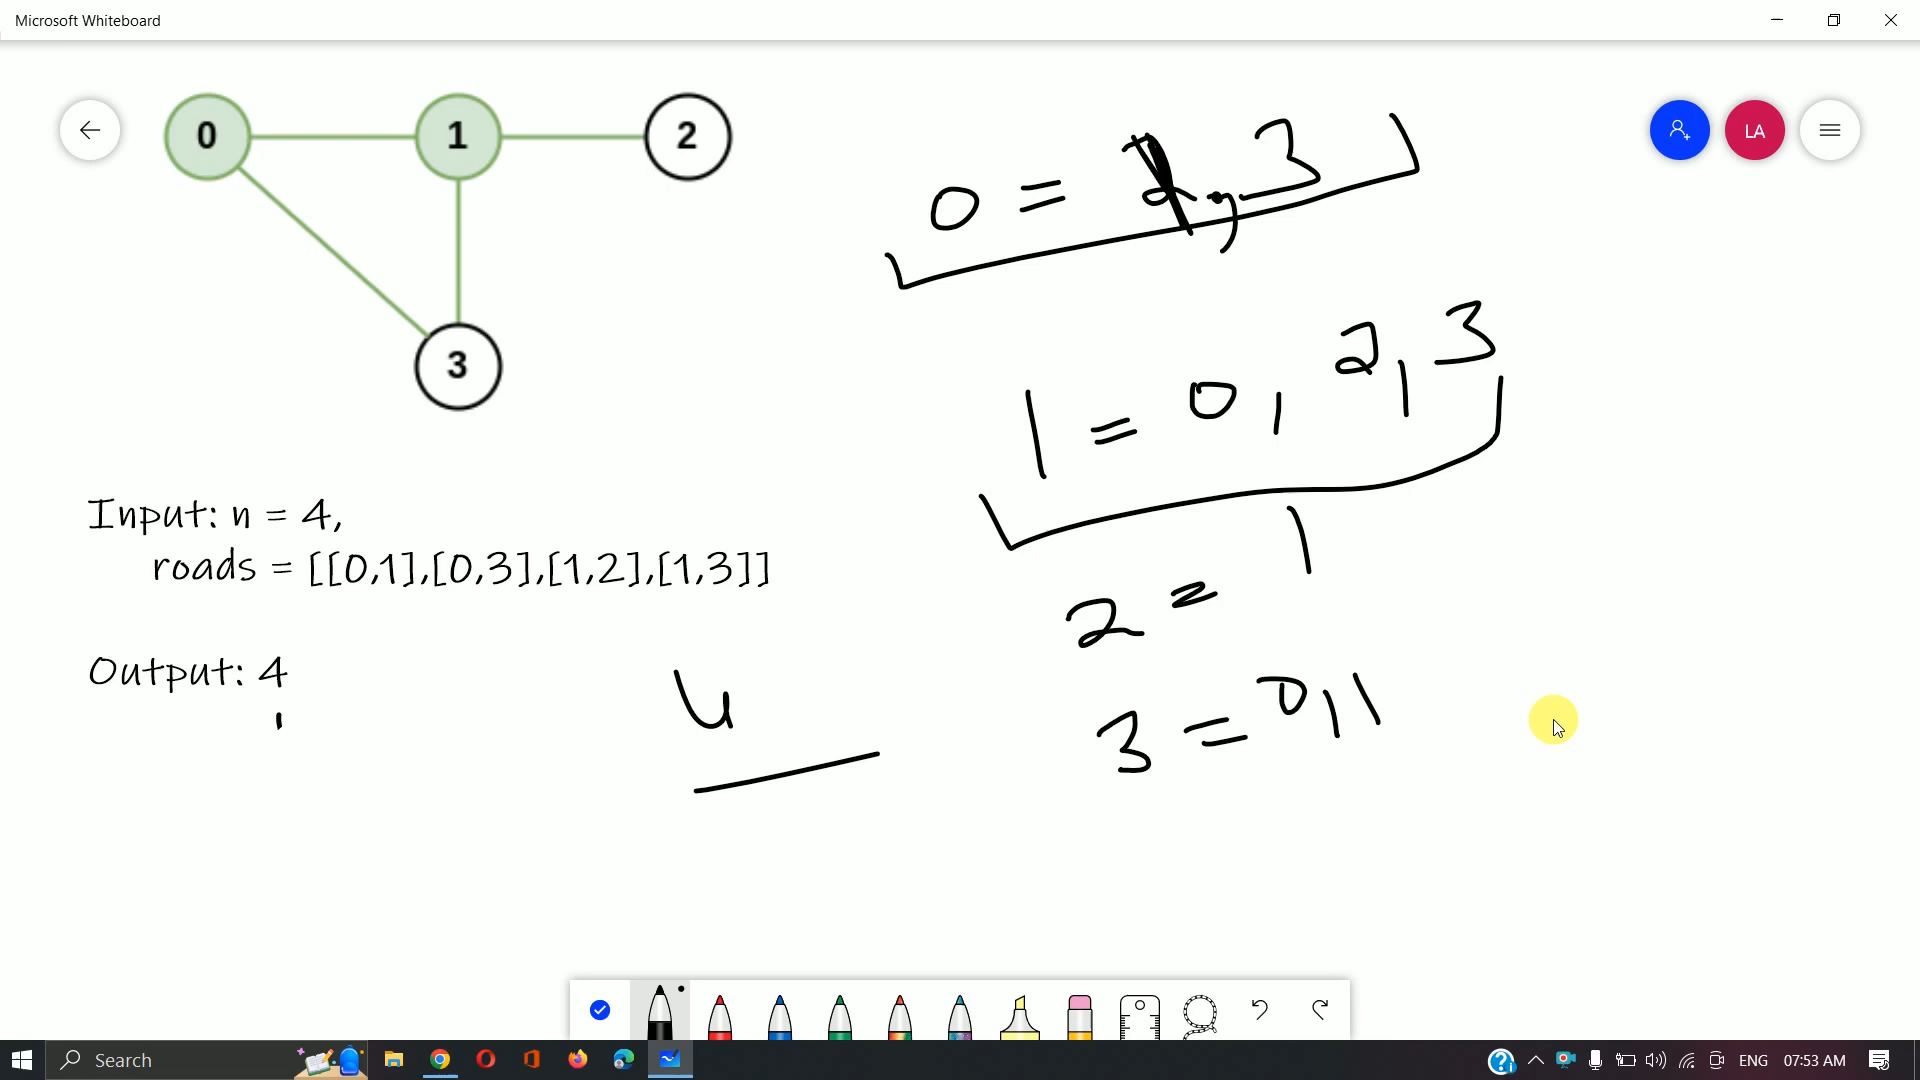 Microsoft Whiteboard
0 1 2
3
LA
0 = 1, 3
1 = 0, 2, 3
2 = 1
3 = 0, 1
Input: n = 4,
roads = [[0,1],[0,3],[1,2],[1,3]]
Output: 4
4
Search
ENG
07:53 AM